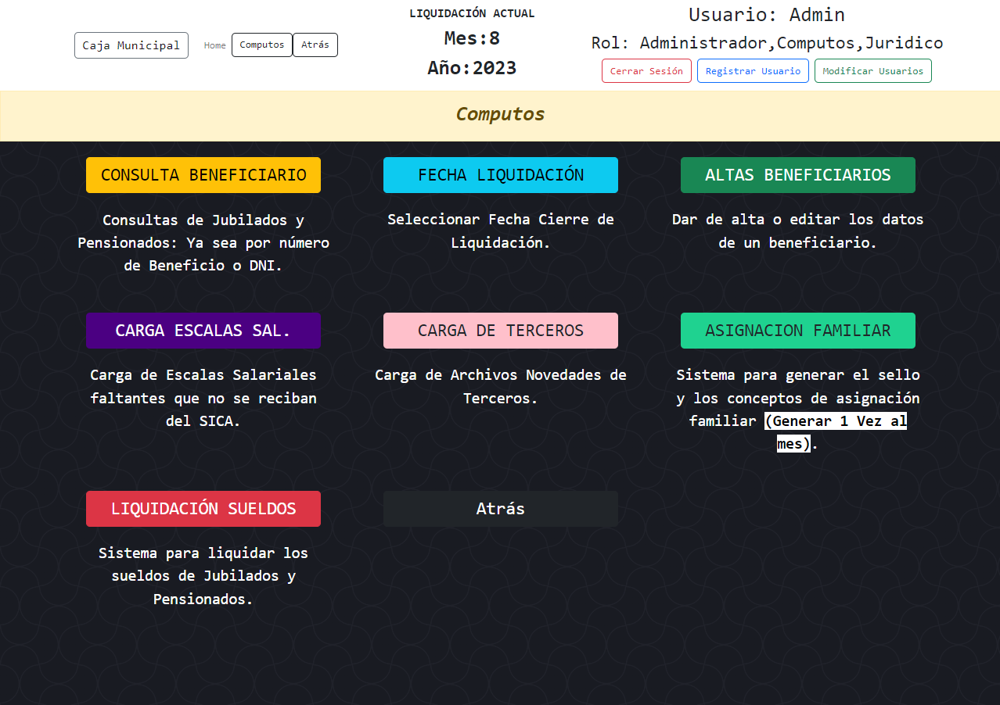 Caja Municipal
Home
Computos
Atrás
LIQUIDACIÓN ACTUAL
Mes:8
Año:2023
Usuario: Admin
Rol: Administrador,Computos,Juridico
Cerrar Sesión
Registrar Usuario
Modificar Usuarios
Computos
CONSULTA BENEFICIARIO
Consultas de Jubilados y
Pensionados: Ya sea por número
de Beneficio o DNI.
FECHA LIQUIDACIÓN
Seleccionar Fecha Cierre de
Liquidación.
ALTAS BENEFICIARIOS
Dar de alta o editar los datos
de un beneficiario.
CARGA ESCALAS SAL.
Carga de Escalas Salariales
faltantes que no se reciban
del SICA.
CARGA DE TERCEROS
Carga de Archivos Novedades de
Terceros.
ASIGNACION FAMILIAR
Sistema para generar el sello
y los conceptos de asignación
familiar (Generar 1 Vez al
mes).
LIQUIDACIÓN SUELDOS
Sistema para liquidar los
sueldos de Jubilados y
Pensionados.
Atrás